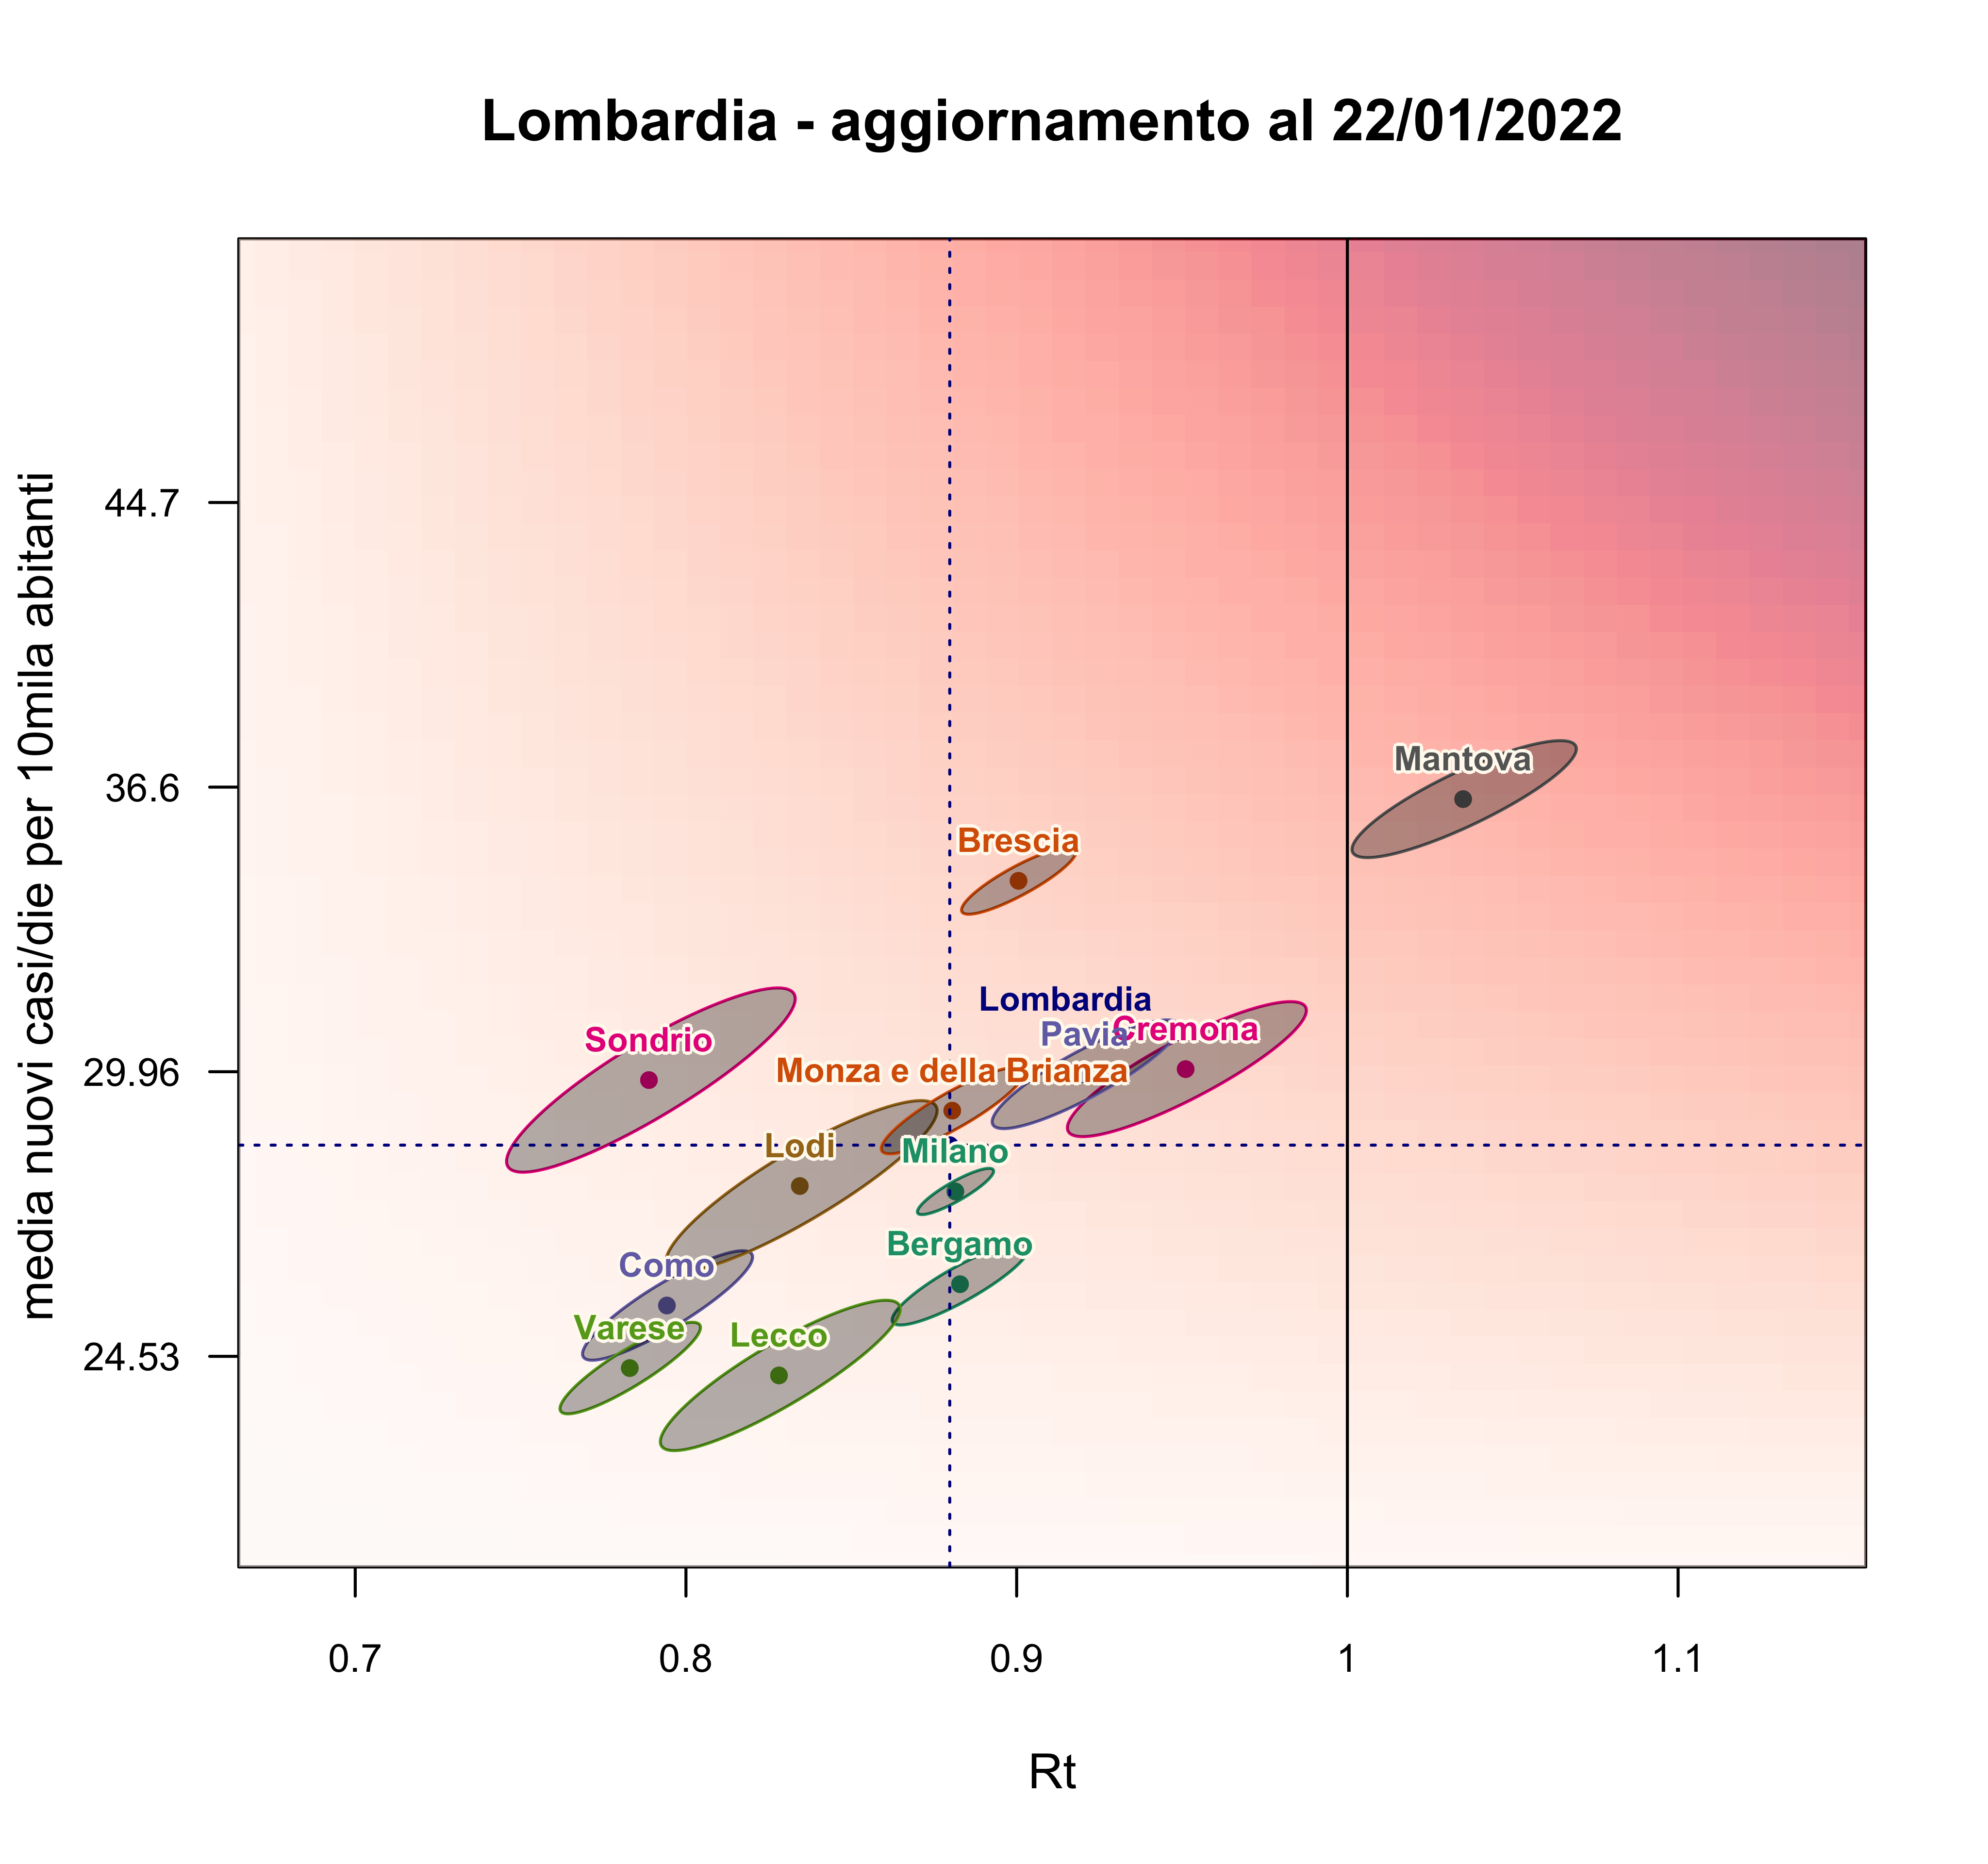 Lombardia - aggiornamento al 22/01/2022
media nuovi casi/die per 10mila abitanti
44.7
36.6
29.96
24.53
Mantova
Brescia
Lombardia
Pavia
Cremona
Sondrio
Monza e della Brianza
Lodi
Milano
Bergamo
Como
Varese
Lecco
0.7
0.8
0.9
1
1.1
Rt